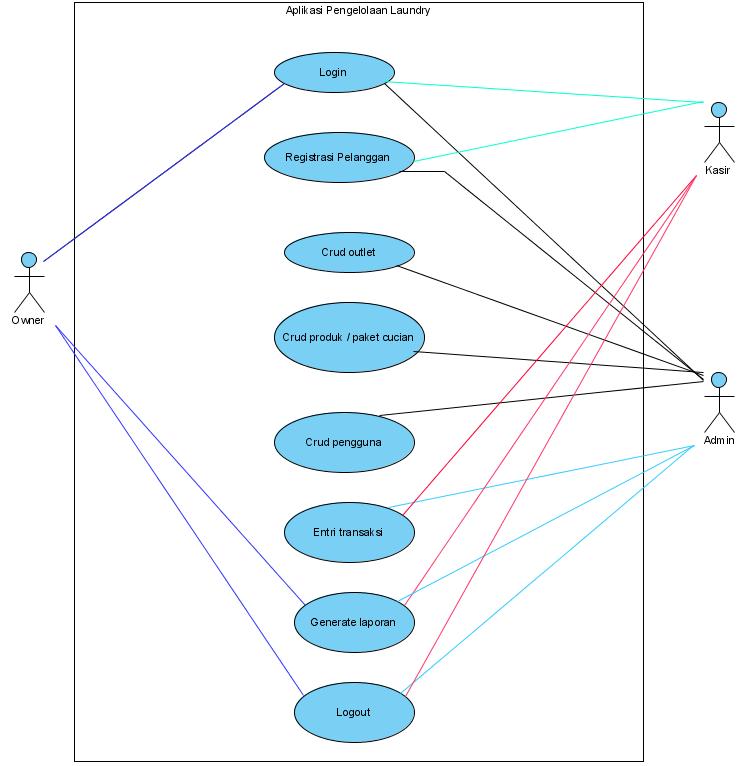 Aplikasi Pengelolaan Laundry
Login
Registrasi Pelanggan
Kasir
Crud outlet
Owner
Crud produk / paket cucian
Crud pengguna
Admin
Entri transaksi
Generate laporan
Logout